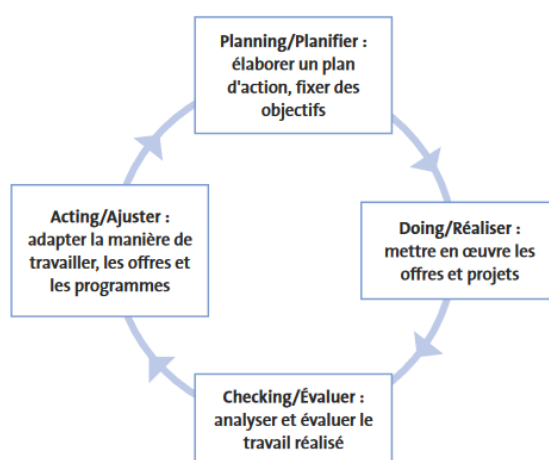 Planning/Planifier :
élaborer un plan
d'action, fixer des
objectifs
Doing/Réaliser :
mettre en œuvre les
offres et projets
Checking/Évaluer :
analyser et évaluer le
travail réalisé
Acting/Ajuster :
adapter la manière de
travailler, les offres et
les programmes